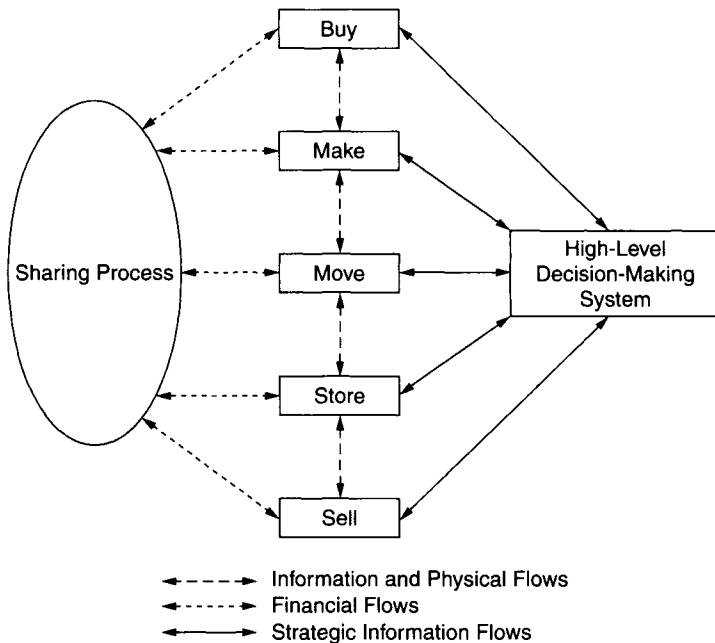 Buy
Make
Sharing Process
Move
High-Level
Decision-Making
System
Store
Sell
Information and Physical Flows
Financial Flows
Strategic Information Flows